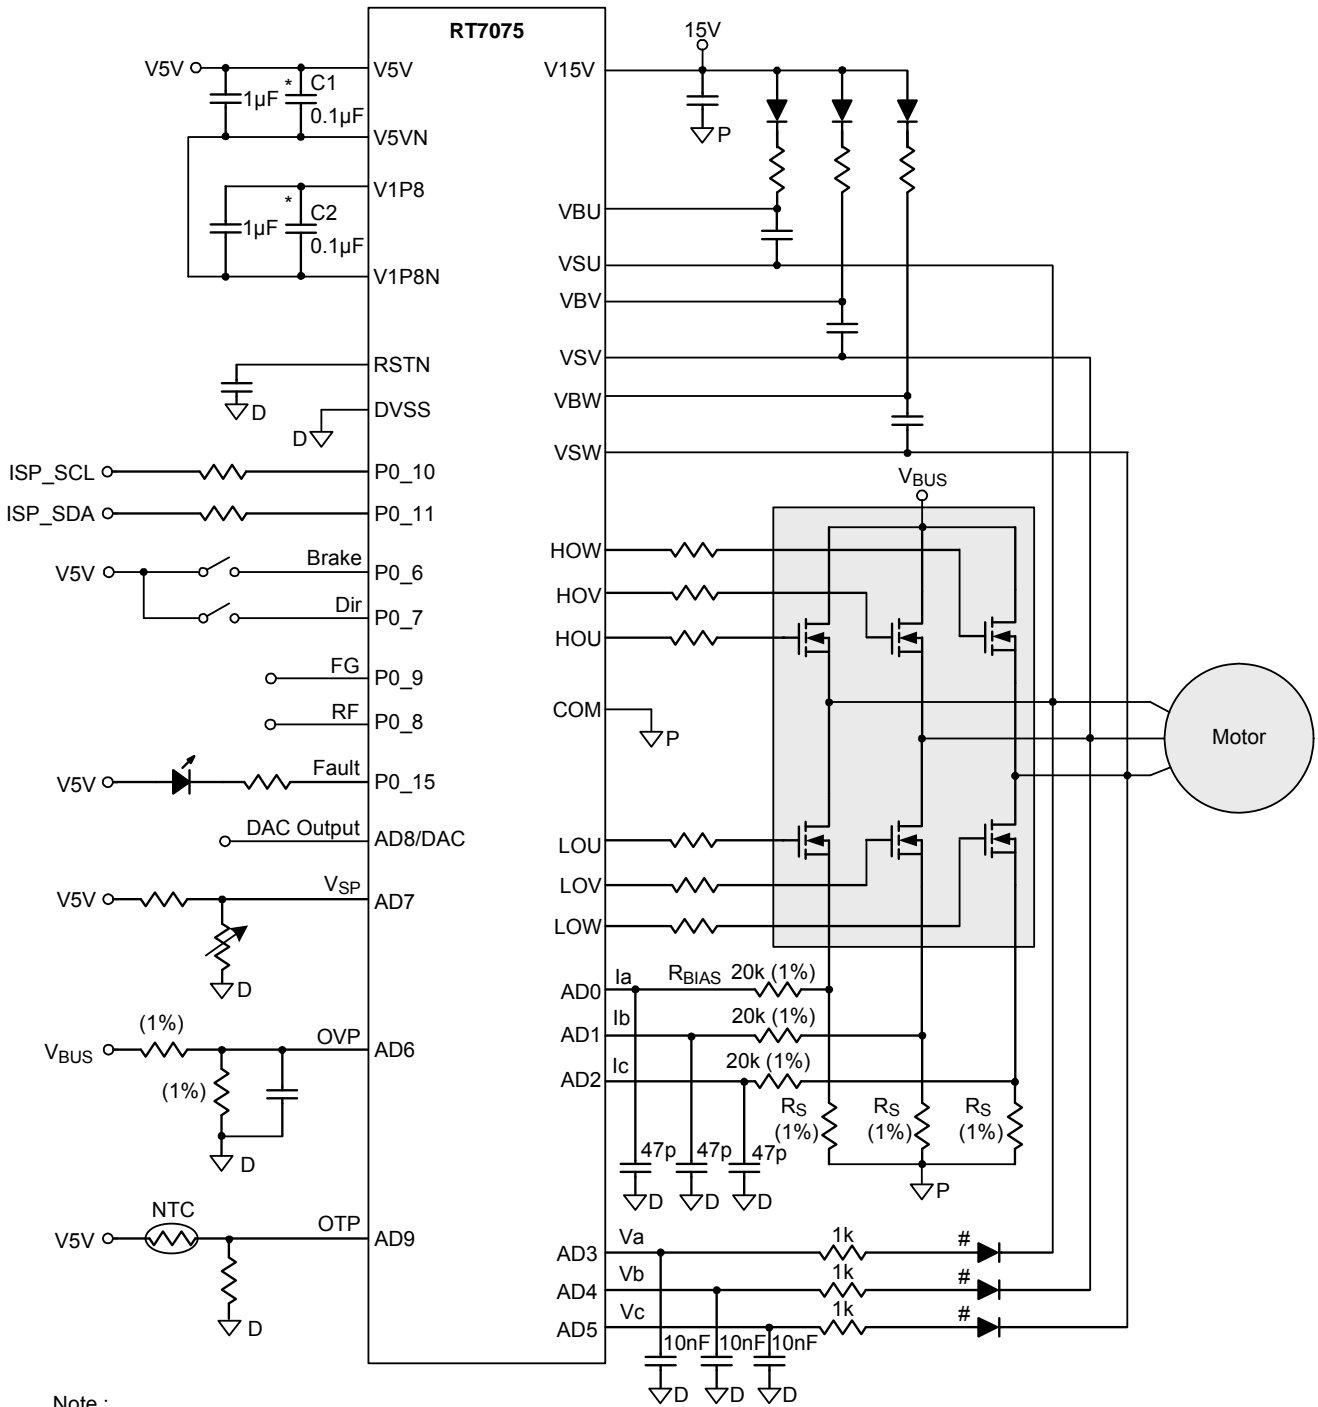 RT7075
15V
V5V
V5V
V15V
1µF
*
C1
0.1µF
P
V5VN
V1P8
*
C2
1µF
0.1µF
VBU
V1P8N
VSU
VBV
RSTN
VSV
D
DVSS
D
VBW
VSW
ISP_SCL
P0_10
VBUS
ISP_SDA
P0_11
HOW
V5V
Brake
P0_6
HOV
Dir
P0_7
HOU
FG
P0_9
RF
P0_8
COM
P
Motor
V5V
Fault
P0_15
DAC Output
AD8/DAC
LOU
LOV
V5V
VSP
AD7
LOW
D
Ia
RBIAS
20k (1%)
AD0
Ib
20k (1%)
AD1
Ic
20k (1%)
AD2
(1%)
VBUS
OVP
AD6
(1%)
D
RS
(1%)
RS
(1%)
RS
(1%)
47p
47p
47p
D
D
D
P
NTC
V5V
OTP
AD9
D
Va
1k
#
AD3
Vb
1k
#
AD4
Vc
1k
#
AD5
10nF
10nF
10nF
D
D
D
Note :